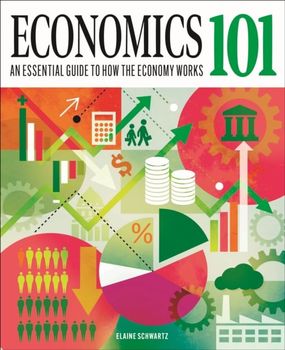 ECONOMICS 101
AN ESSENTIAL GUIDE TO HOW THE ECONOMY WORKS
$
%
ELAINE SCHWARTZ